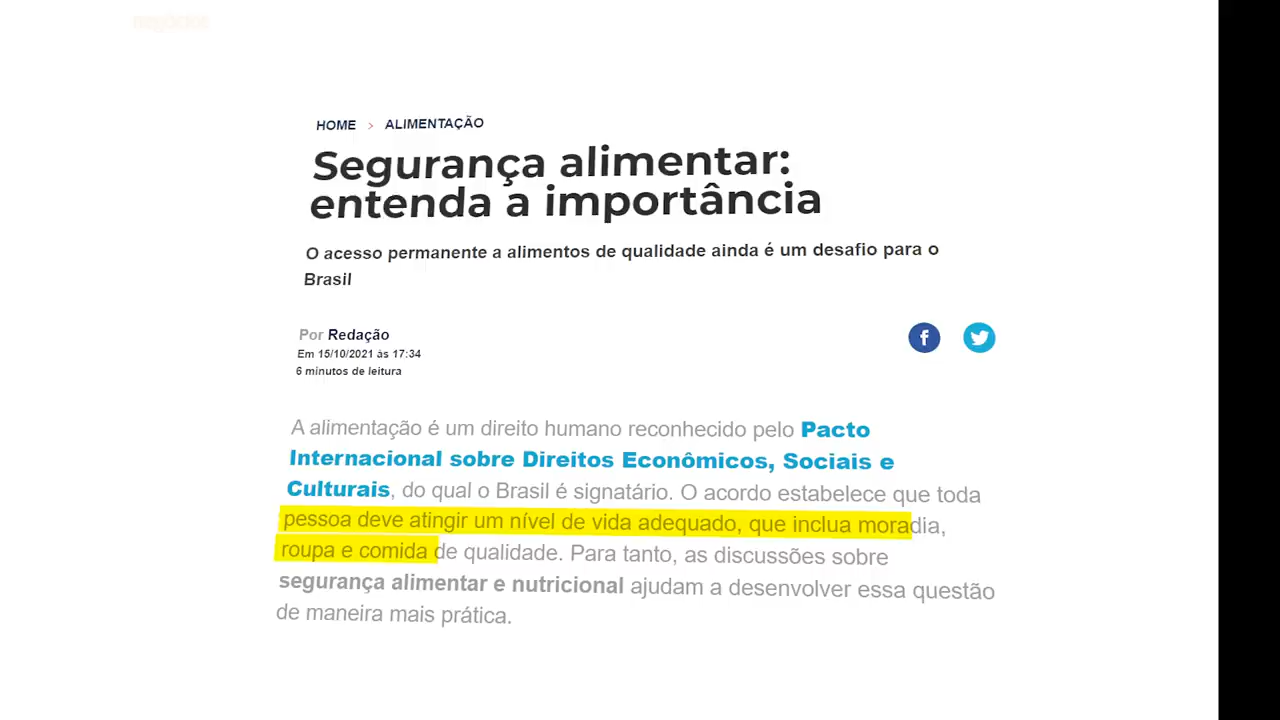 HOME > ALIMENTAÇÃO
Segurança alimentar:
entenda a importância
O acesso permanente a alimentos de qualidade ainda é um desafio para o
Brasil
Por Redação
Em 15/10/2021 às 17:34
6 minutos de leitura
A alimentação é um direito humano reconhecido pelo Pacto
Internacional sobre Direitos Econômicos, Sociais e
Culturais, do qual o Brasil é signatário. O acordo estabelece que toda
pessoa deve atingir um nível de vida adequado, que inclua moradia,
roupa e comida de qualidade. Para tanto, as discussões sobre
segurança alimentar e nutricional ajudam a desenvolver essa questão
de maneira mais prática.